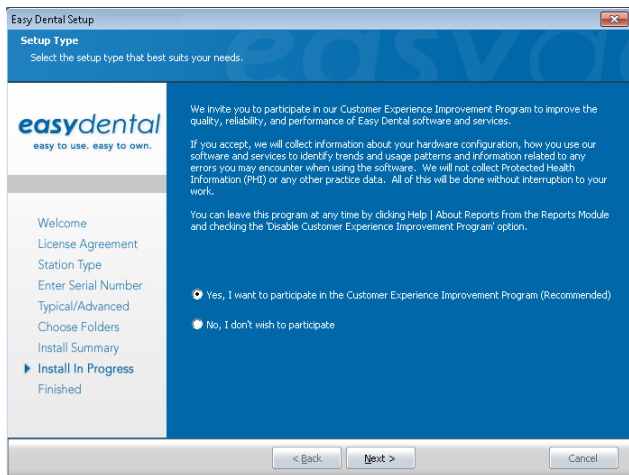 Easy Dental Setup
Setup Type
Select the setup type that best suits your needs.
easydental
easy to use. easy to own.
Welcome
License Agreement
Station Type
Enter Serial Number
Typical/Advanced
Choose Folders
Install Summary
Install In Progress
Finished
We invite you to participate in our Customer Experience Improvement Program to improve the
quality, reliability, and performance of Easy Dental software and services.
If you accept, we will collect information about your hardware configuration, how you use our
software and services to identify trends and usage patterns and information related to any
errors you may encounter when using the software. We will not collect Protected Health
Information (PHI) or any other practice data. All of this will be done without interruption to your
work.
You can leave this program at any time by clicking Help | About Reports from the Reports Module
and checking the 'Disable Customer Experience Improvement Program' option.
Yes, I want to participate in the Customer Experience Improvement Program (Recommended)
No, I don't wish to participate
< Back
Next >
Cancel